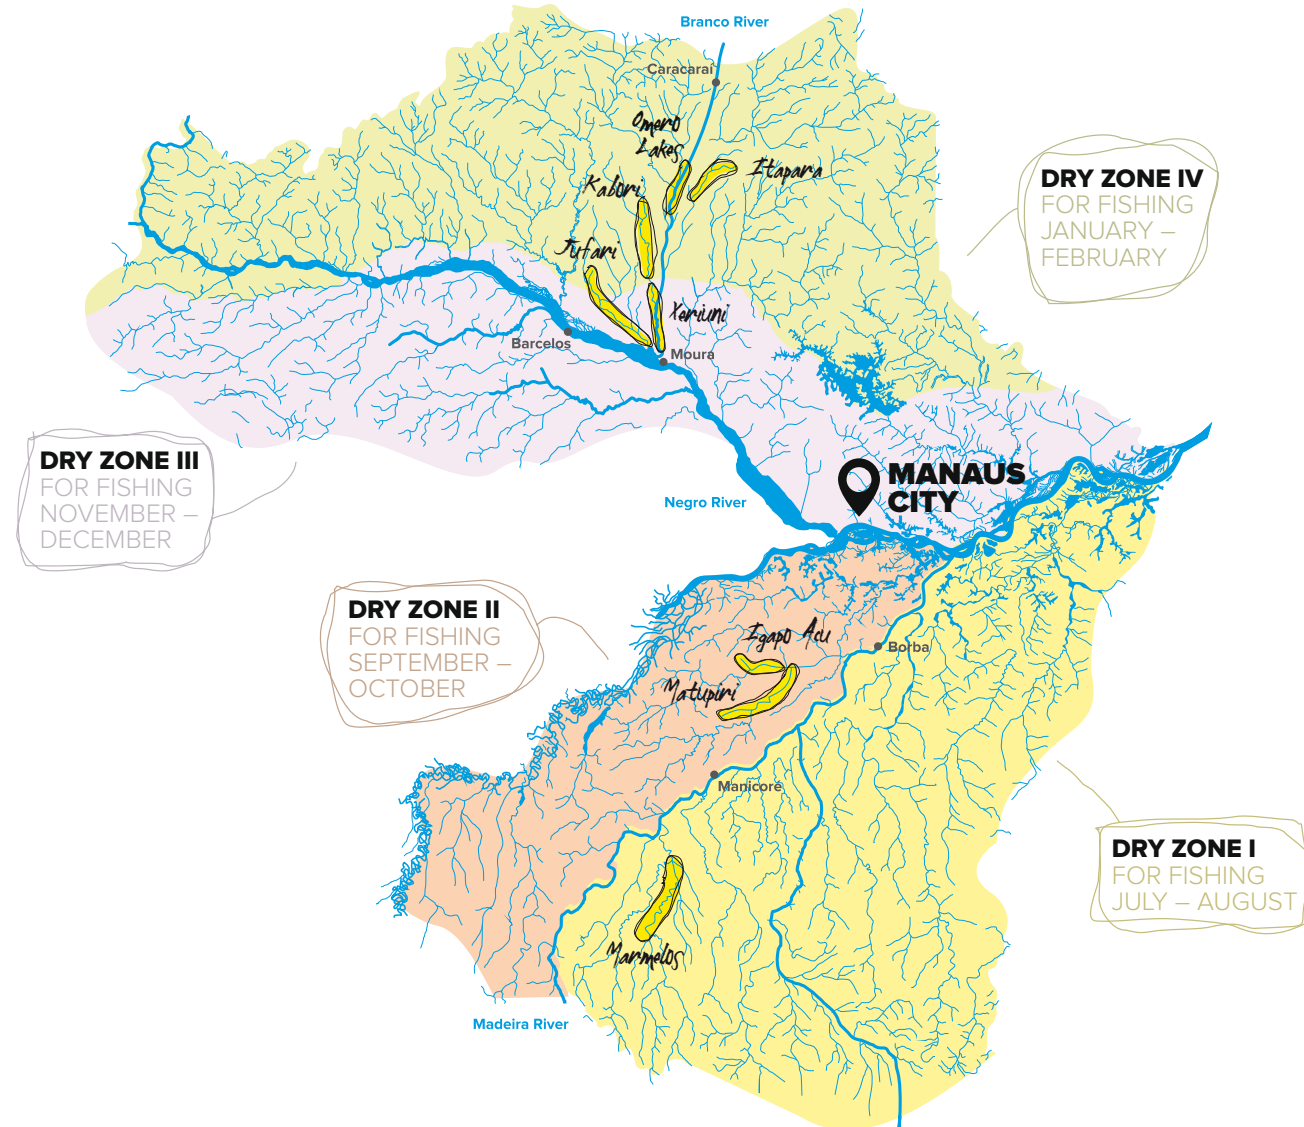 Branco River
Caracaraí
Omero
Lakes
Itapara
Kabori
Jufari
Xeriuni
Barcelos
Moura
DRY ZONE IV
FOR FISHING
JANUARY –
FEBRUARY
DRY ZONE III
FOR FISHING
NOVEMBER –
DECEMBER
MANAUS
CITY
Negro River
DRY ZONE II
FOR FISHING
SEPTEMBER –
OCTOBER
Igapo Acu
Borba
Matupiri
Manicoré
DRY ZONE I
FOR FISHING
JULY – AUGUST
Marmelos
Madeira River